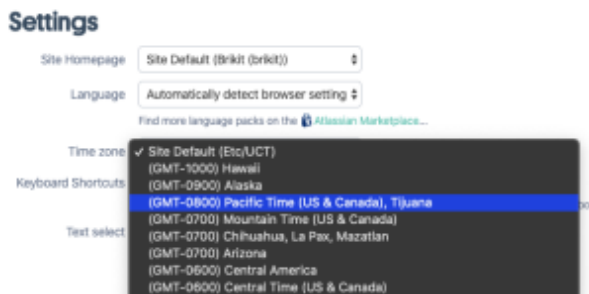 Settings
Site Homepage Site Default (Brikit (brikit))
Language Automatically detect browser setting
Find more language packs on the Atlassian Marketplace...
Time zone ✓ Site Default (Etc/UCT)
(GMT-1000) Hawaii
Keyboard Shortcuts (GMT-0900) Alaska
(GMT-0800) Pacific Time (US & Canada), Tijuana
(GMT-0700) Mountain Time (US & Canada)
Text select (GMT-0700) Chihuahua, La Pax, Mazatlan
(GMT-0700) Arizona
(GMT-0600) Central America
(GMT-0600) Central Time (US & Canada)